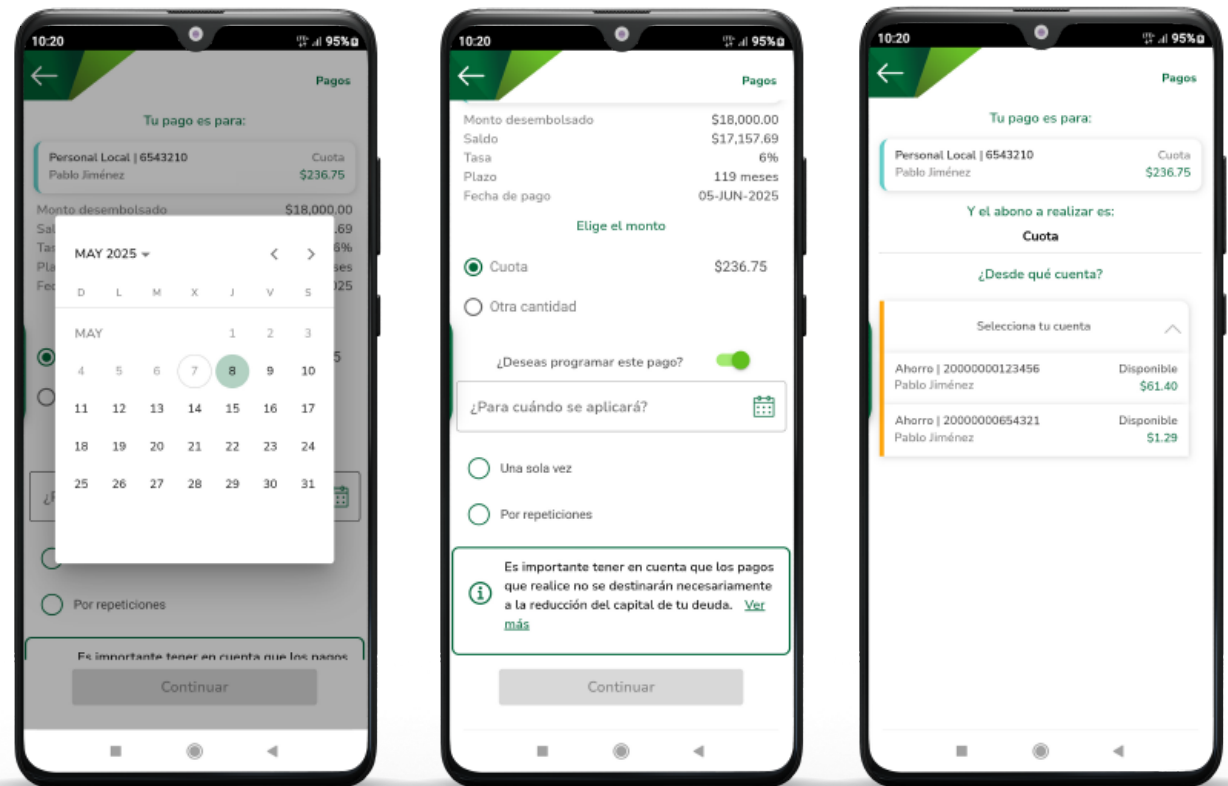 10:20
95%
Pagos
Tu pago es para:
Personal Local | 6543210 Cuota
Pablo Jiménez $236.75
Monto desembolsado $18,000.00
Sal .69
Tas 6%
Pla ses
Fec 025
MAY 2025
D L M X J V S
MAY 1 2 3
4 5 6 7 8 9 10
11 12 13 14 15 16 17
18 19 20 21 22 23 24
25 26 27 28 29 30 31
5
Por repeticiones
Es importante tener en cuenta que los pagos
Continuar
10:20
95%
Pagos
Monto desembolsado $18,000.00
Saldo $17,157.69
Tasa 6%
Plazo 119 meses
Fecha de pago 05-JUN-2025
Elige el monto
Cuota $236.75
Otra cantidad
¿Deseas programar este pago?
¿Para cuándo se aplicará?
Una sola vez
Por repeticiones
Es importante tener en cuenta que los pagos
que realice no se destinarán necesariamente
a la reducción del capital de tu deuda. Ver
más
Continuar
10:20
95%
Pagos
Tu pago es para:
Personal Local | 6543210 Cuota
Pablo Jiménez $236.75
Y el abono a realizar es:
Cuota
¿Desde qué cuenta?
Selecciona tu cuenta
Ahorro | 20000000123456 Disponible
Pablo Jiménez $61.40
Ahorro | 20000000654321 Disponible
Pablo Jiménez $1.29